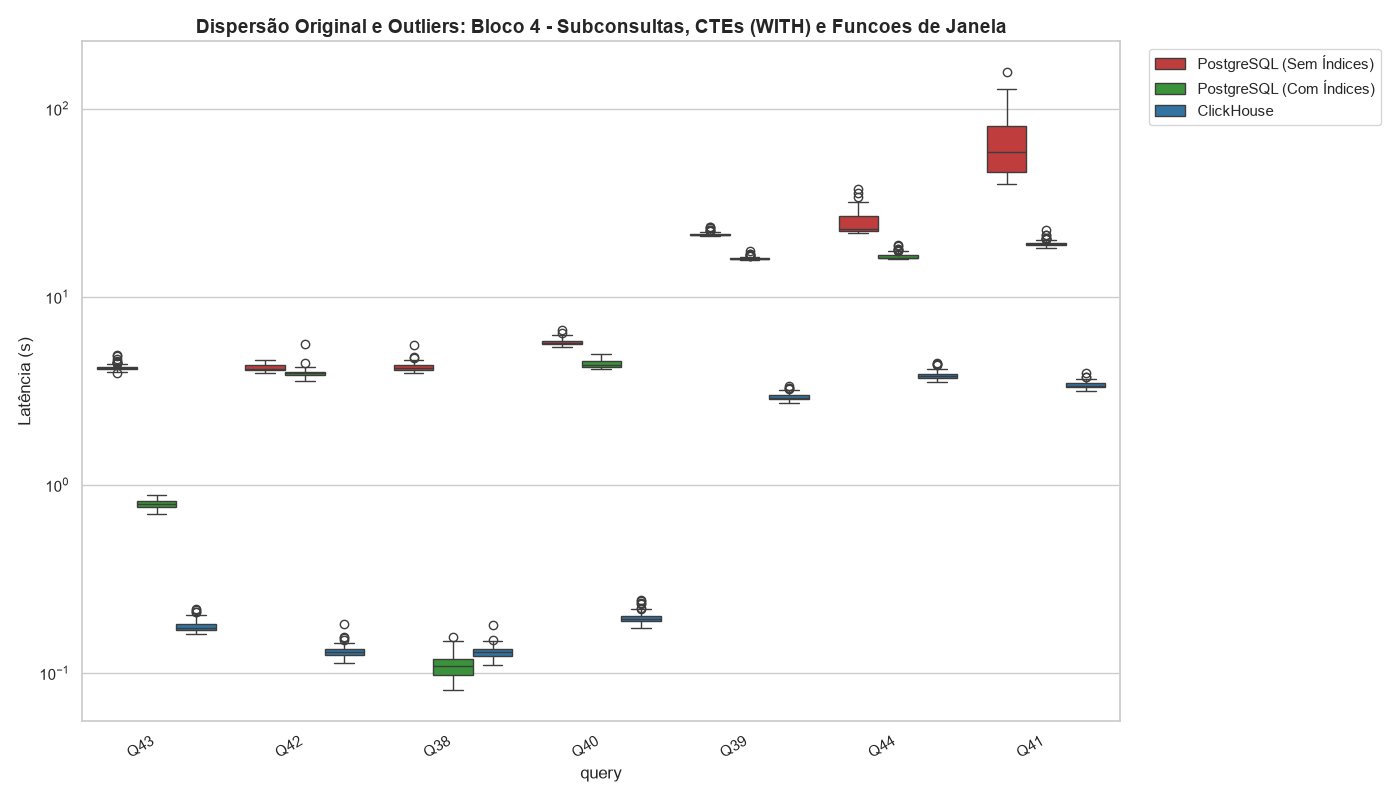 Dispersão Original e Outliers: Bloco 4 - Subconsultas, CTEs (WITH) e Funcoes de Janela
PostgreSQL (Sem Índices)
PostgreSQL (Com Índices)
ClickHouse
Latência (s)
10²
10¹
10⁰
10⁻¹
Q43
Q42
Q38
Q40
Q39
Q44
Q41
query